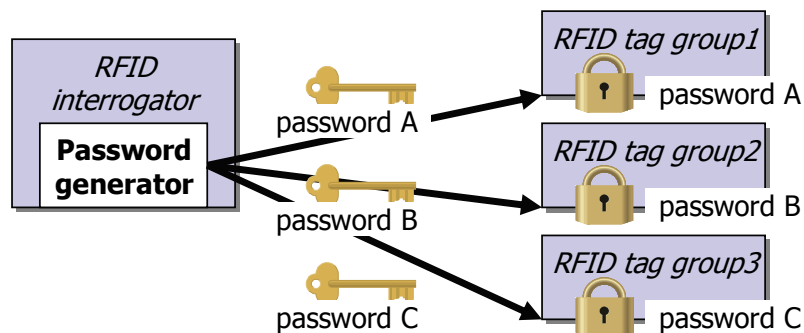 RFID
interrogator
Password
generator
password A
password B
password C
RFID tag group1
password A
RFID tag group2
password B
RFID tag group3
password C